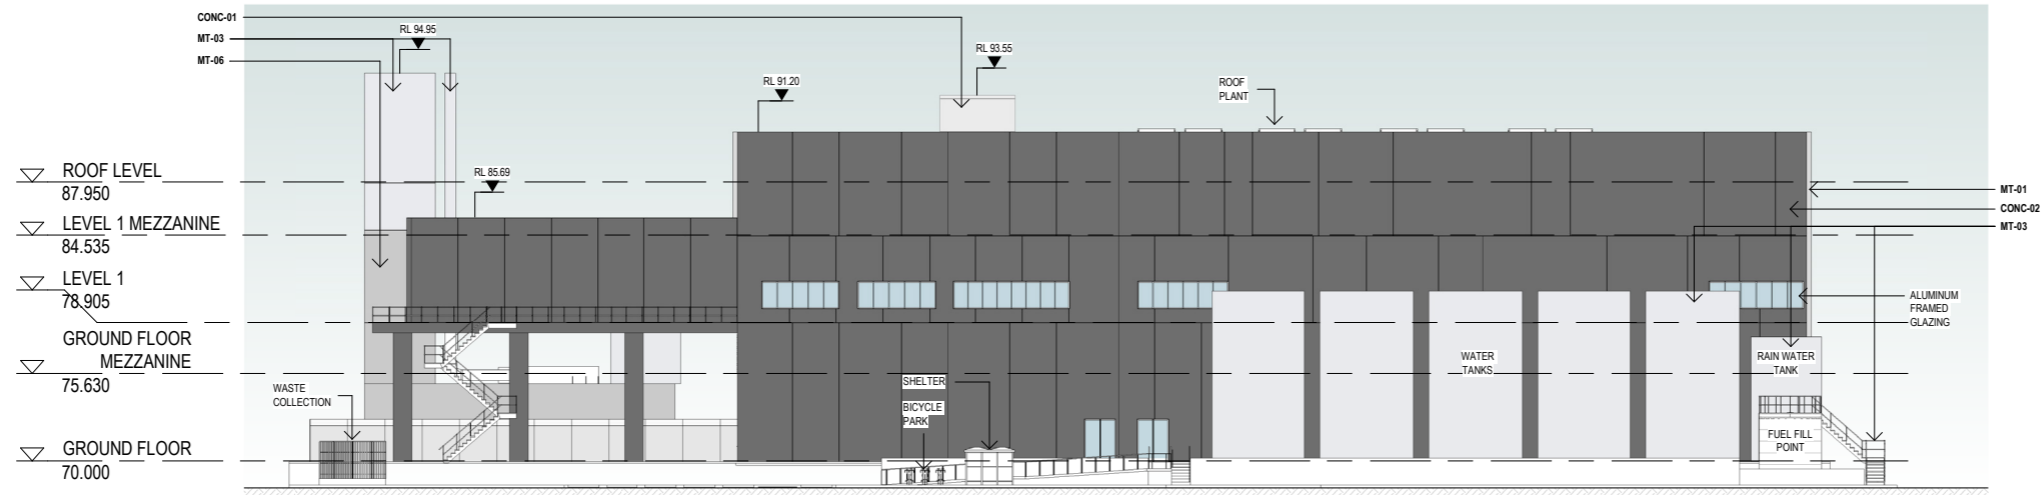 CONC-01
MT-03
MT-06
RL 94.95
RL 93.55
RL 91.20
ROOF
PLANT
RL 85.69
ROOF LEVEL
87.950
LEVEL 1 MEZZANINE
84.535
LEVEL 1
78.905
GROUND FLOOR
MEZZANINE
75.630
GROUND FLOOR
70.000
MT-01
CONC-02
MT-03
ALUMINUM
FRAMED
GLAZING
WATER
TANKS
RAIN WATER
TANK
WASTE
COLLECTION
SHELTER
BICYCLE
PARK
FUEL FILL
POINT